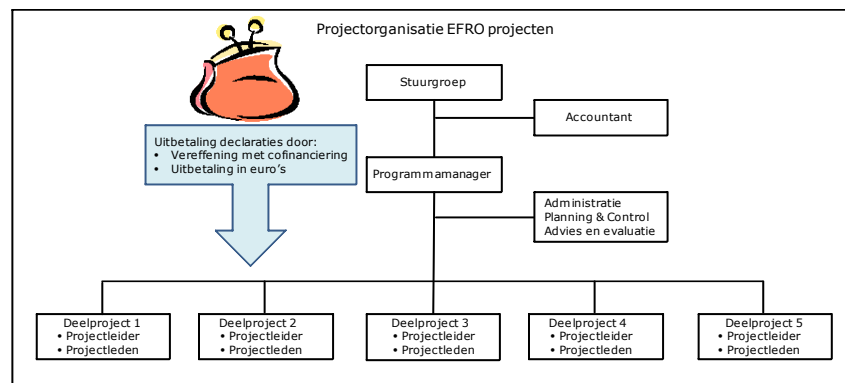 Projectorganisatie EFRO projecten
Stuurgroep
Accountant
Uitbetaling declaraties door:
• Vereffening met cofinanciering
• Uitbetaling in euro's
Programmamanager
Administratie
Planning & Control
Advies en evaluatie
Deelproject 1
• Projectleider
• Projectleden
Deelproject 2
• Projectleider
• Projectleden
Deelproject 3
• Projectleider
• Projectleden
Deelproject 4
• Projectleider
• Projectleden
Deelproject 5
• Projectleider
• Projectleden